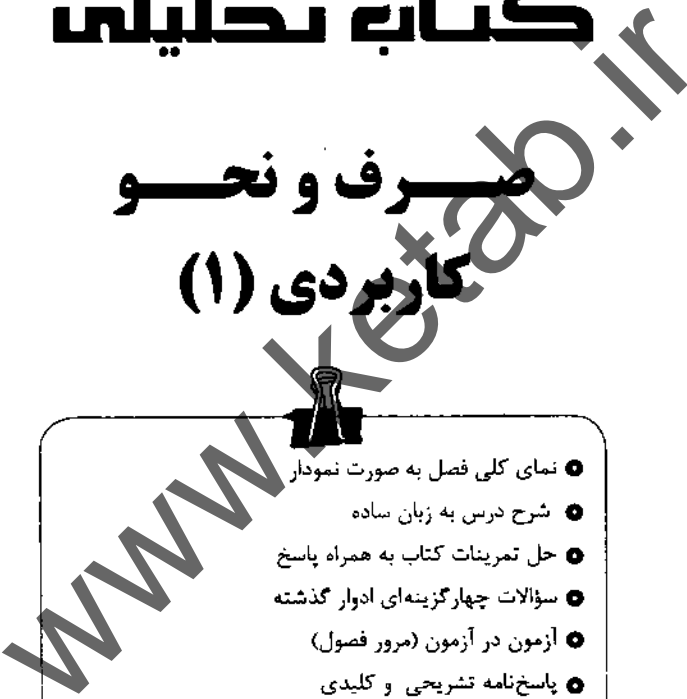 کتاب تحلیلی
صرف و نحو
کاربردی (۱)
نمای کلی فصل به صورت نمودار
شرح درس به زبان ساده
حل تمرینات کتاب به همراه پاسخ
سؤالات چهارگزینه‌ای ادوار گذشته
آزمون در آزمون (مرور فصول)
پاسخ‌نامه تشریحی و کلیدی
www.ketab.ir